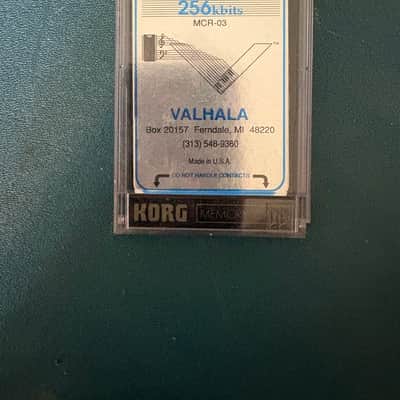 256kbits
MCR-03
TM
VALHALA
Box 20157 Ferndale, MI 48220
(313) 548-9360
Made in U.S.A.
DO NOT HANDLE CONTACTS
KORG